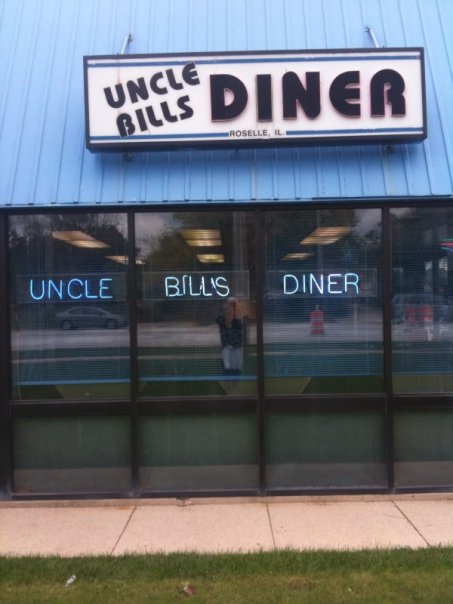 UNCLE
BILLS DINER
ROSELLE, IL.
UNCLE BILL'S DINER